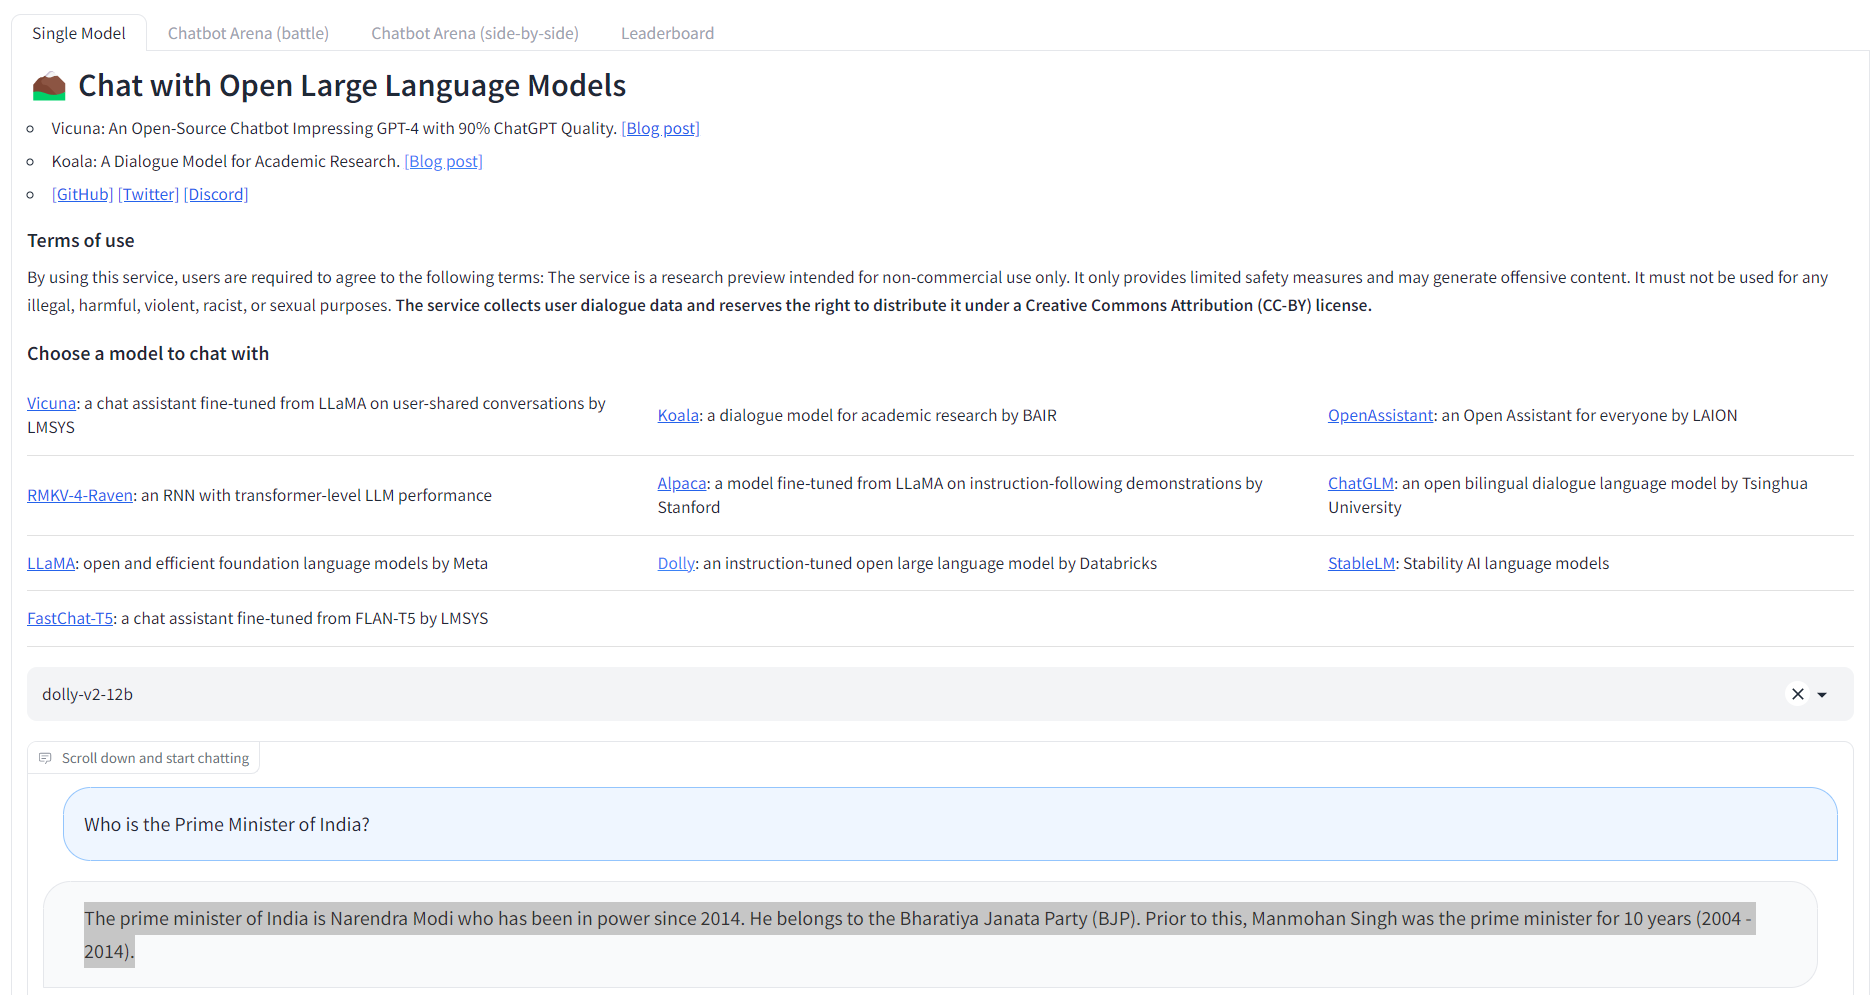 Single Model
Chatbot Arena (battle)
Chatbot Arena (side-by-side)
Leaderboard
Chat with Open Large Language Models
Vicuna: An Open-Source Chatbot Impressing GPT-4 with 90% ChatGPT Quality. [Blog post]
Koala: A Dialogue Model for Academic Research. [Blog post]
[GitHub] [Twitter] [Discord]
Terms of use
By using this service, users are required to agree to the following terms: The service is a research preview intended for non-commercial use only. It only provides limited safety measures and may generate offensive content. It must not be used for any
illegal, harmful, violent, racist, or sexual purposes. The service collects user dialogue data and reserves the right to distribute it under a Creative Commons Attribution (CC-BY) license.
Choose a model to chat with
Vicuna: a chat assistant fine-tuned from LLaMA on user-shared conversations by
LMSYS
Koala: a dialogue model for academic research by BAIR
OpenAssistant: an Open Assistant for everyone by LAION
RMKV-4-Raven: an RNN with transformer-level LLM performance
Alpaca: a model fine-tuned from LLaMA on instruction-following demonstrations by
Stanford
ChatGLM: an open bilingual dialogue language model by Tsinghua
University
LLaMA: open and efficient foundation language models by Meta
Dolly: an instruction-tuned open large language model by Databricks
StableLM: Stability AI language models
FastChat-T5: a chat assistant fine-tuned from FLAN-T5 by LMSYS
dolly-v2-12b
Scroll down and start chatting
Who is the Prime Minister of India?
The prime minister of India is Narendra Modi who has been in power since 2014. He belongs to the Bharatiya Janata Party (BJP). Prior to this, Manmohan Singh was the prime minister for 10 years (2004 -
2014).